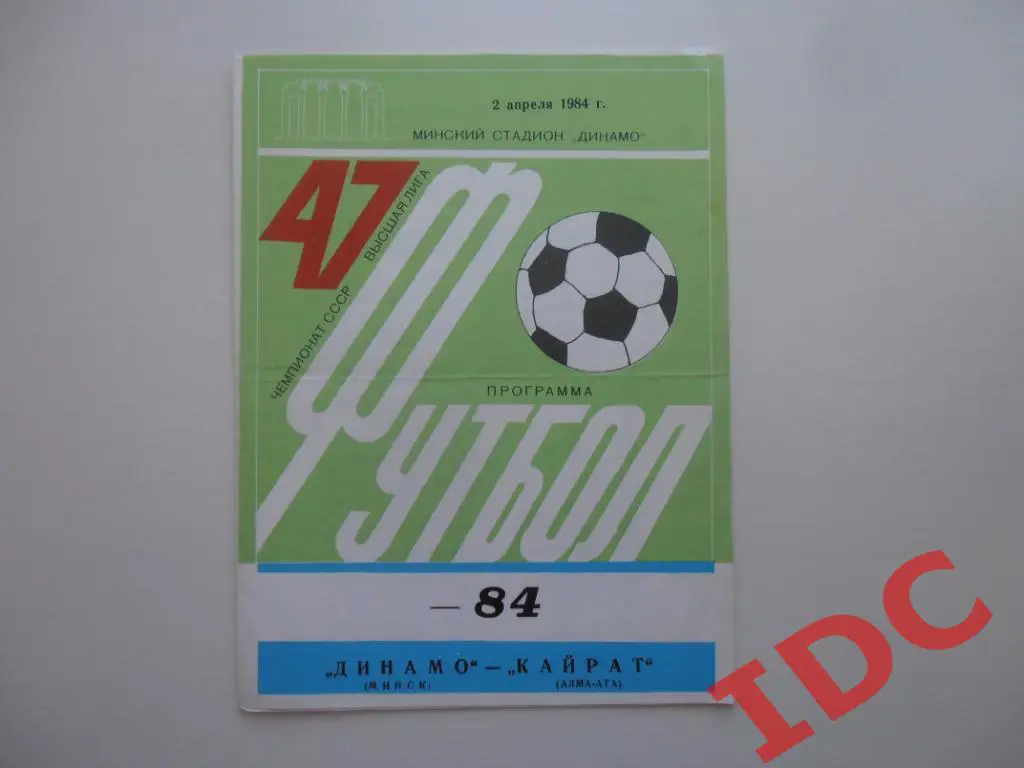 2 апреля 1984 г.
МИНСКИЙ СТАДИОН „ДИНАМО“
47
ЧЕМПИОНАТ СССР ВЫСШАЯ ЛИГА
ПРОГРАММА
ФУТБОЛ
— 84
„ДИНАМО“ — „КАЙРАТ“
(МИНСК) (АЛМА-АТА)
IDC